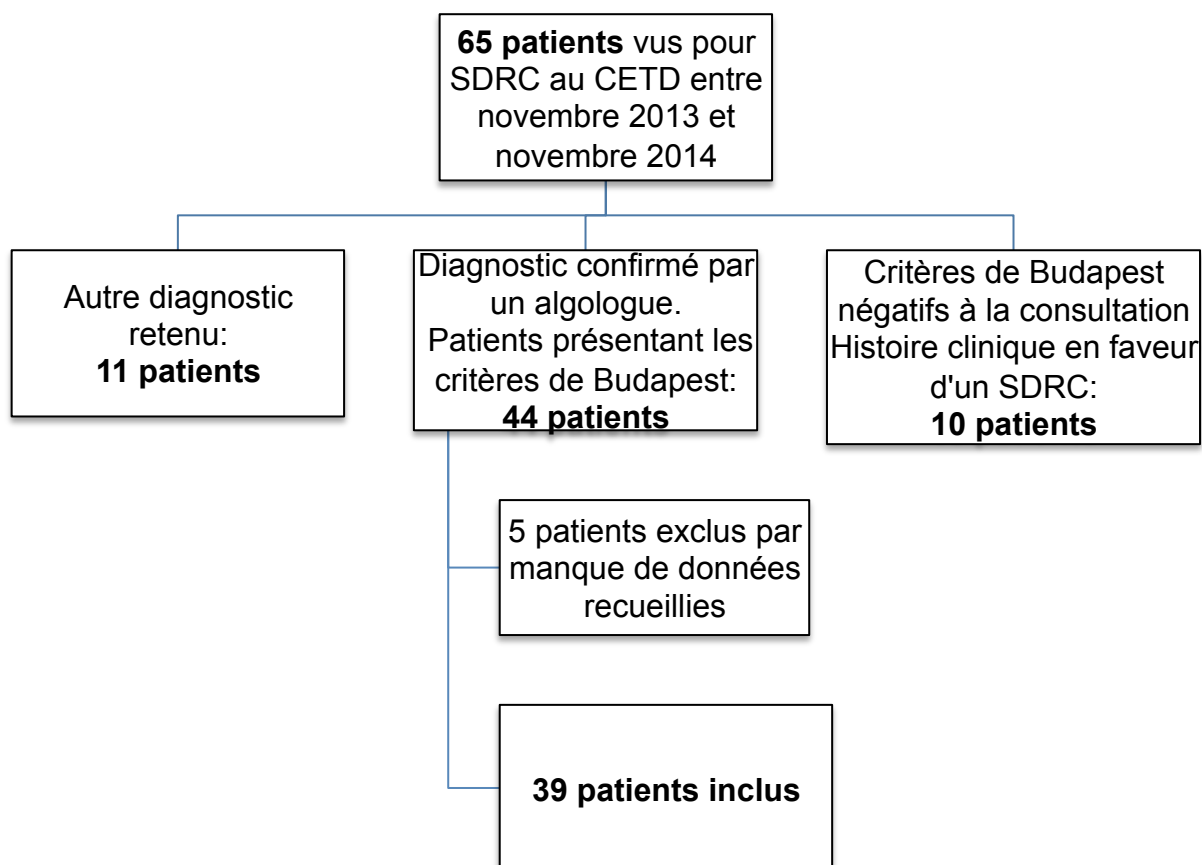 65 patients vus pour
SDRC au CETD entre
novembre 2013 et
novembre 2014
Autre diagnostic
retenu:
11 patients
Diagnostic confirmé par
un algologue.
Patients présentant les
critères de Budapest:
44 patients
Critères de Budapest
négatifs à la consultation
Histoire clinique en faveur
d'un SDRC:
10 patients
5 patients exclus par
manque de données
recueillies
39 patients inclus